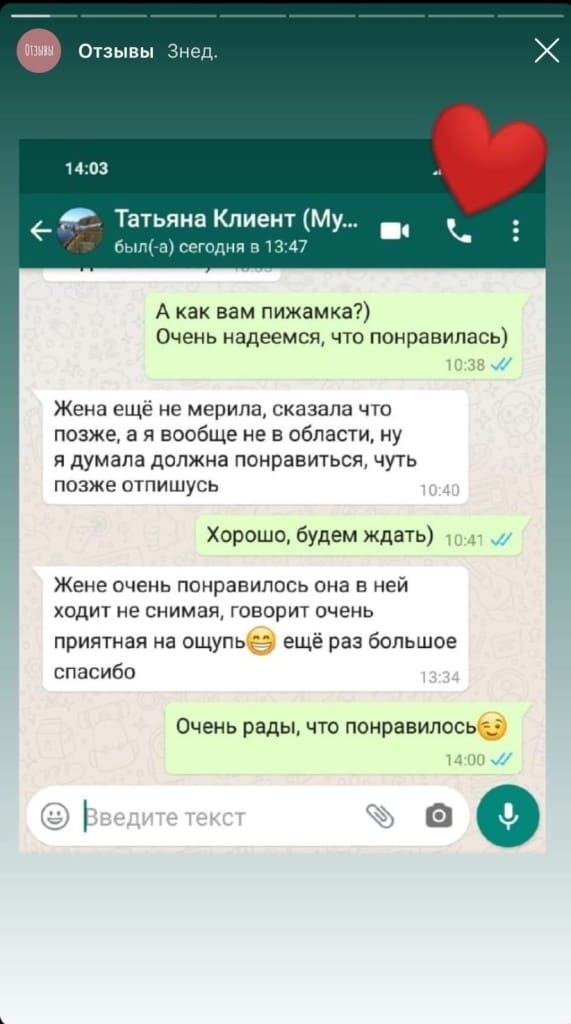 Отзывы
Отзывы 3нед.
14:03
Татьяна Клиент (Му...
был(-а) сегодня в 13:47
А как вам пижамка?)
Очень надеемся, что понравилась)
10:38
Жена ещё не мерила, сказала что
позже, а я вообще не в области, ну
я думала должна понравиться, чуть
позже отпишусь
10:40
Хорошо, будем ждать) 10:41
Жене очень понравилось она в ней
ходит не снимая, говорит очень
приятная на ощупь😁 ещё раз большое
спасибо
13:34
Очень рады, что понравилось😉
14:00
Введите текст